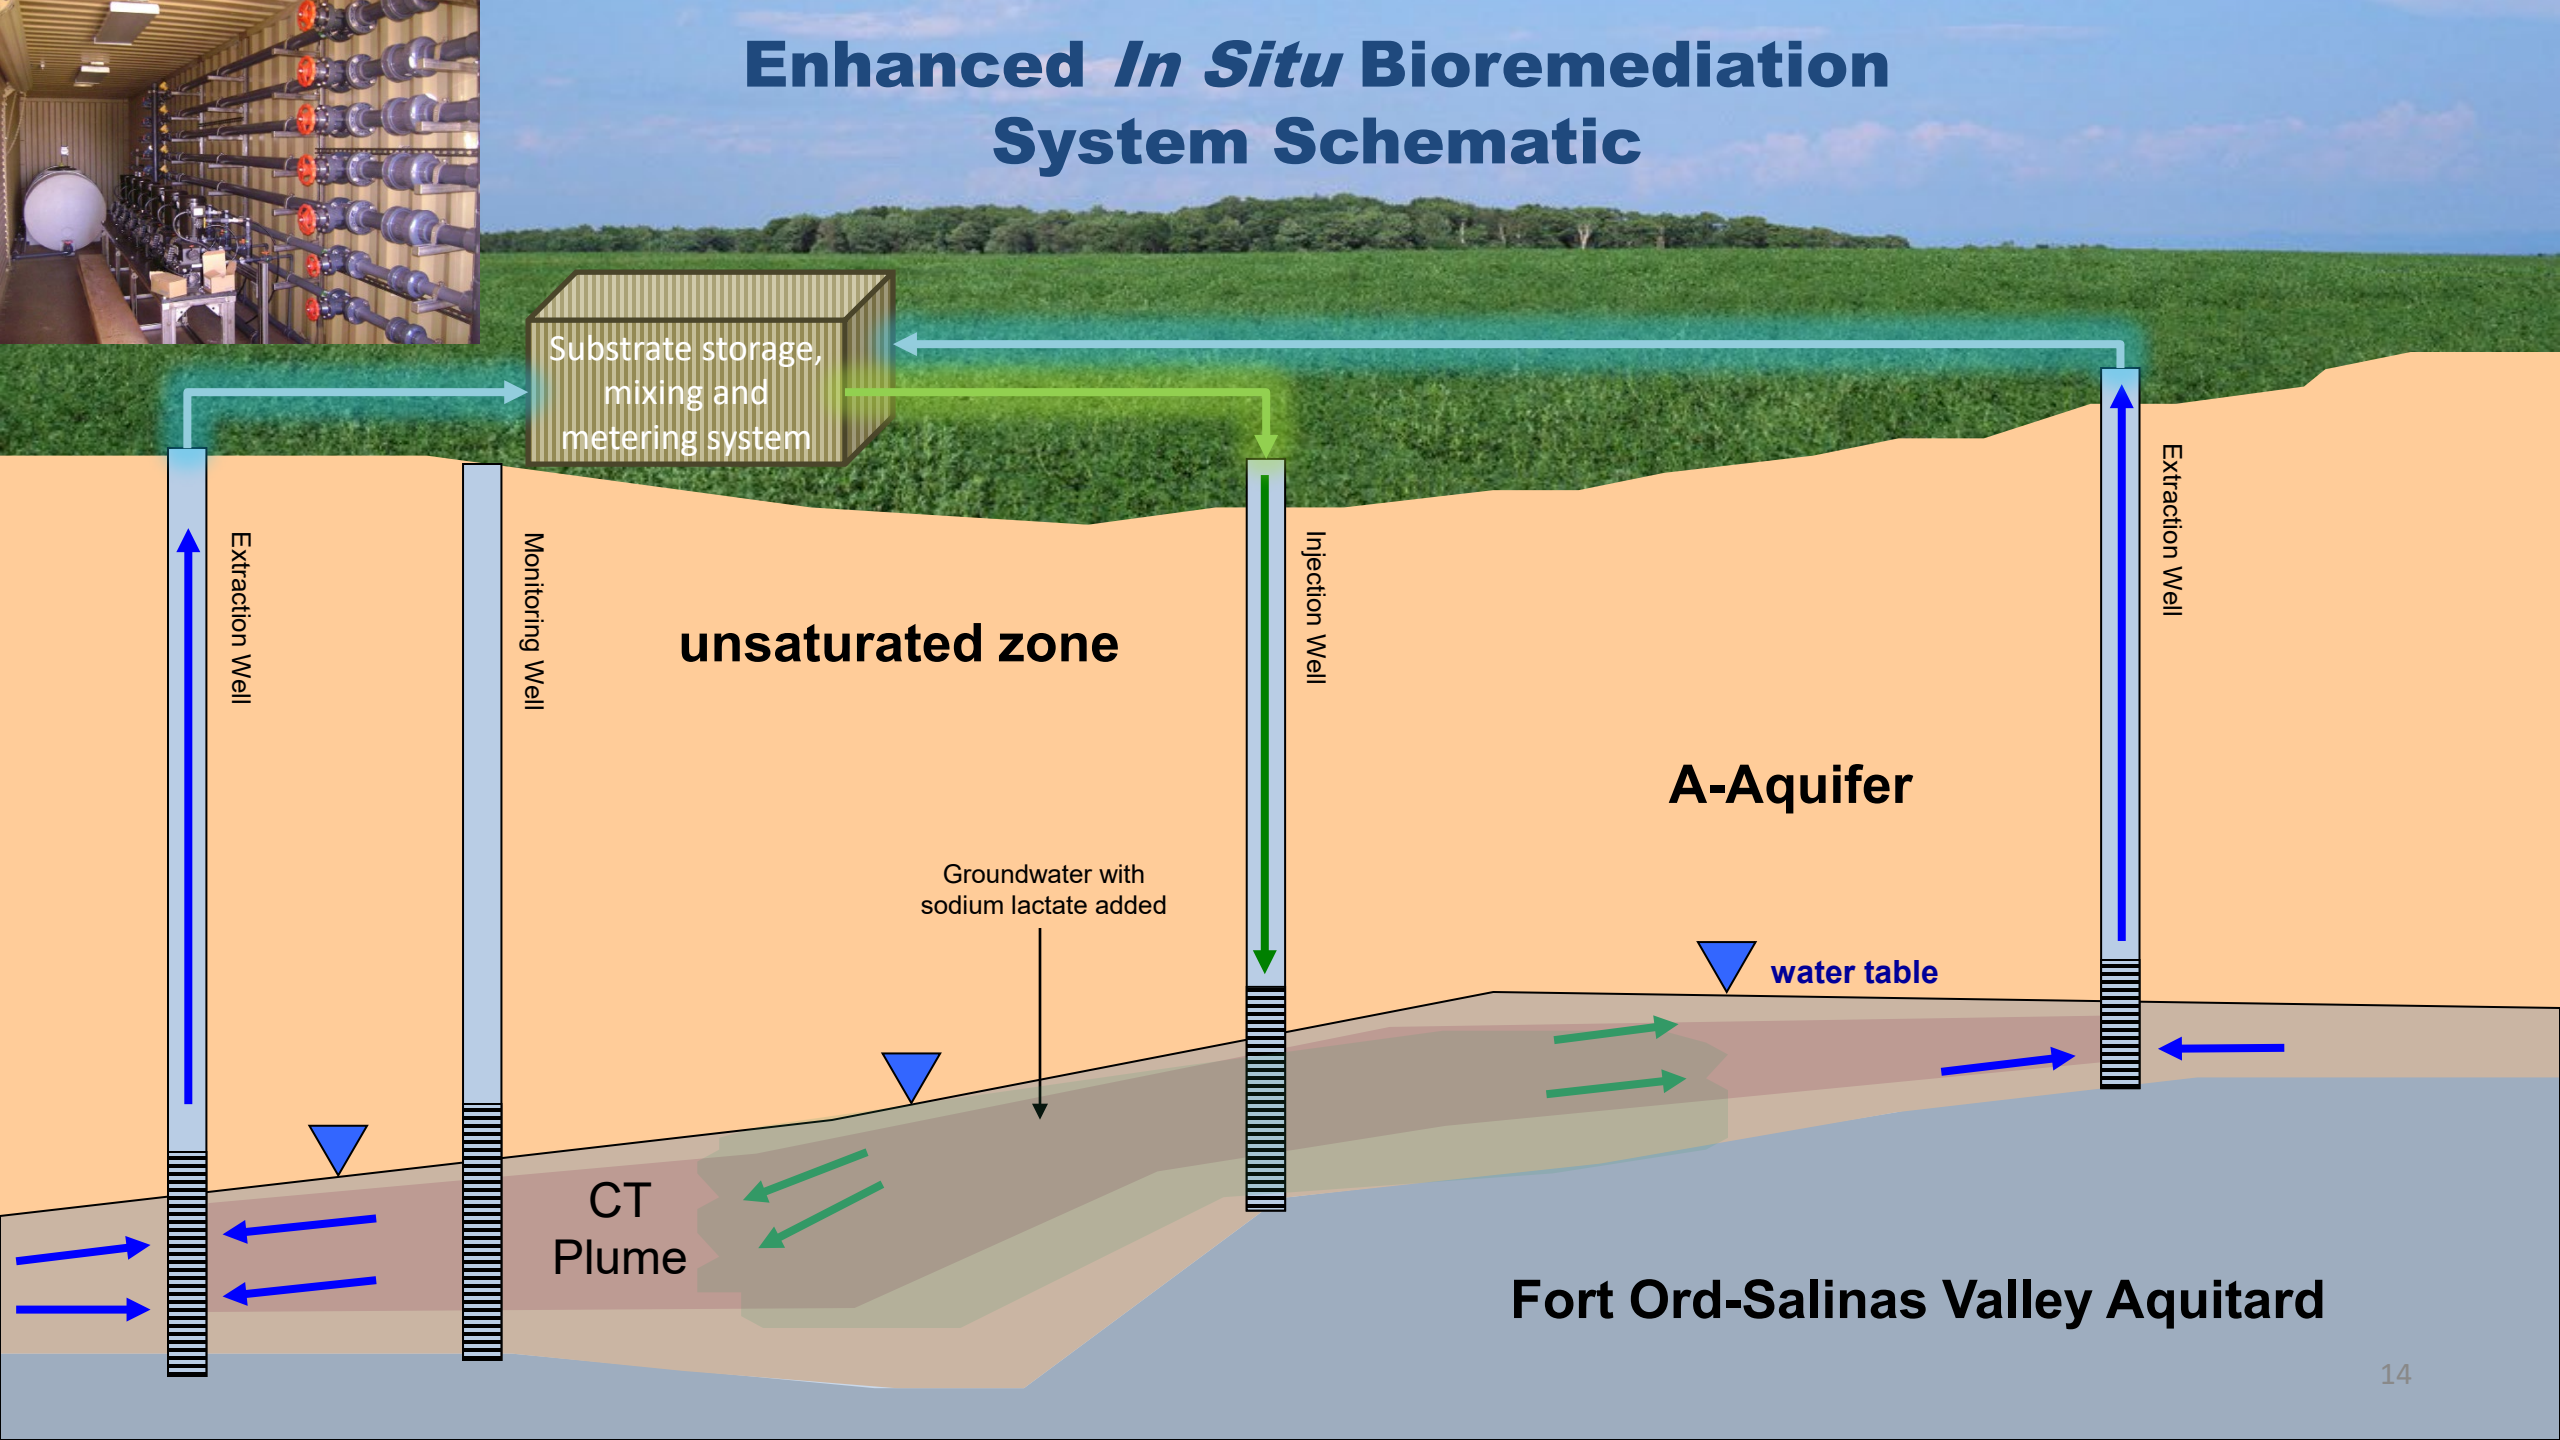 Enhanced In Situ Bioremediation
System Schematic
Substrate storage,
mixing and
metering system
Extraction Well
Monitoring Well
Injection Well
Extraction Well
unsaturated zone
A-Aquifer
Groundwater with
sodium lactate added
water table
CT
Plume
Fort Ord-Salinas Valley Aquitard
14